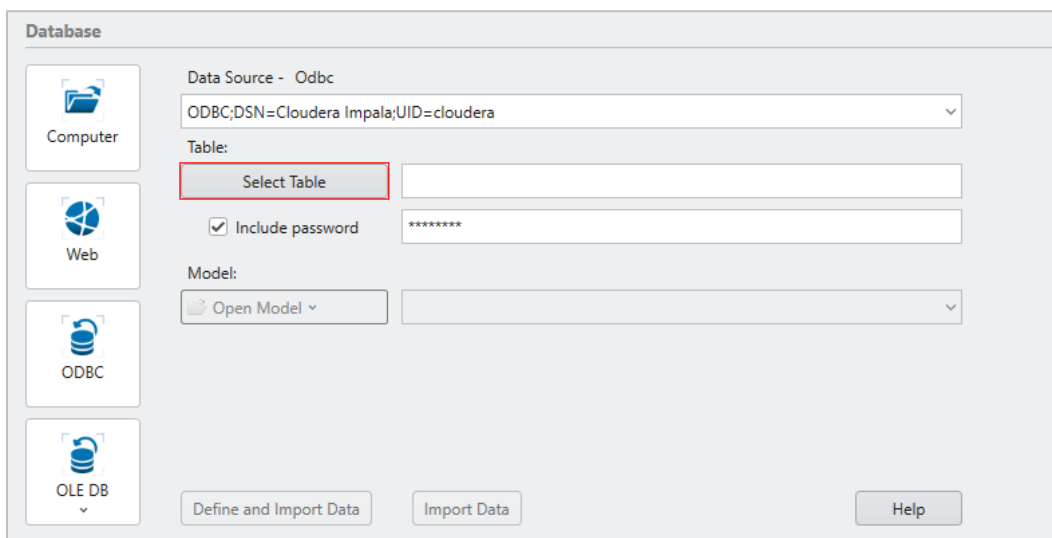 Database
Computer
Web
ODBC
OLE DB
Data Source - Odbc
ODBC;DSN=Cloudera Impala;UID=cloudera
Table:
Select Table
Include password
********
Model:
Open Model
Define and Import Data
Import Data
Help